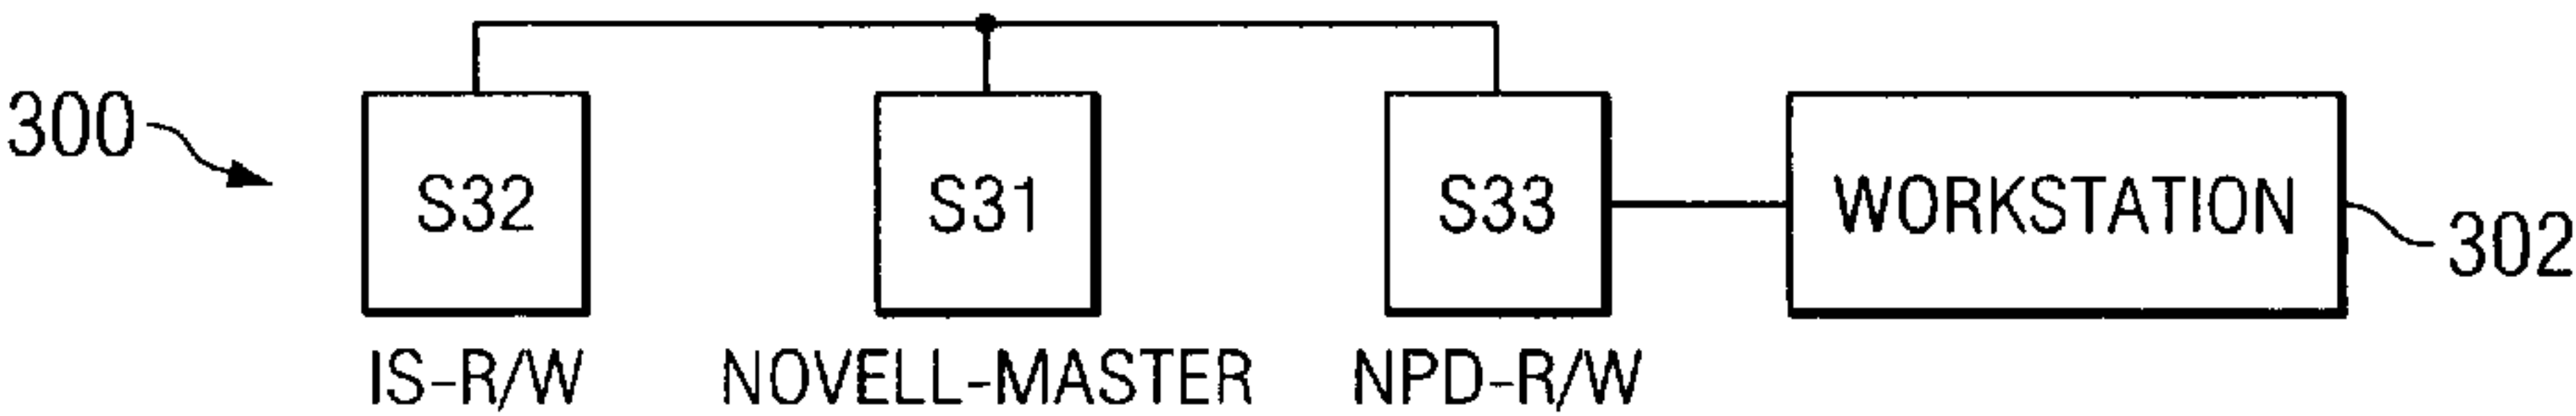 300
S32
S31
S33
WORKSTATION
302
IS-R/W
NOVELL-MASTER
NPD-R/W